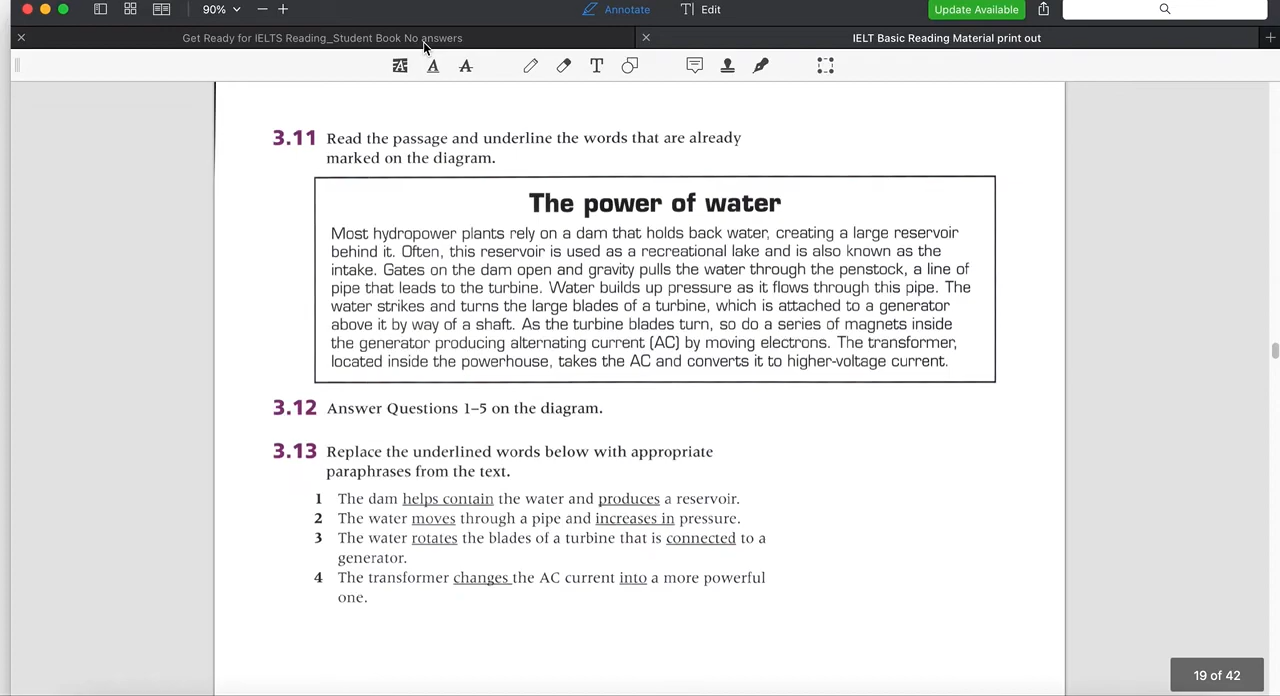 90%
Annotate
Edit
Update Available
Get Ready for IELTS Reading_Student Book No answers
IELT Basic Reading Material print out
3.11 Read the passage and underline the words that are already
marked on the diagram.
The power of water
Most hydropower plants rely on a dam that holds back water, creating a large reservoir
behind it. Often, this reservoir is used as a recreational lake and is also known as the
intake. Gates on the dam open and gravity pulls the water through the penstock, a line of
pipe that leads to the turbine. Water builds up pressure as it flows through this pipe. The
water strikes and turns the large blades of a turbine, which is attached to a generator
above it by way of a shaft. As the turbine blades turn, so do a series of magnets inside
the generator producing alternating current (AC) by moving electrons. The transformer,
located inside the powerhouse, takes the AC and converts it to higher-voltage current.
3.12 Answer Questions 1–5 on the diagram.
3.13 Replace the underlined words below with appropriate
paraphrases from the text.
1 The dam helps contain the water and produces a reservoir.
2 The water moves through a pipe and increases in pressure.
3 The water rotates the blades of a turbine that is connected to a
generator.
4 The transformer changes the AC current into a more powerful
one.
19 of 42